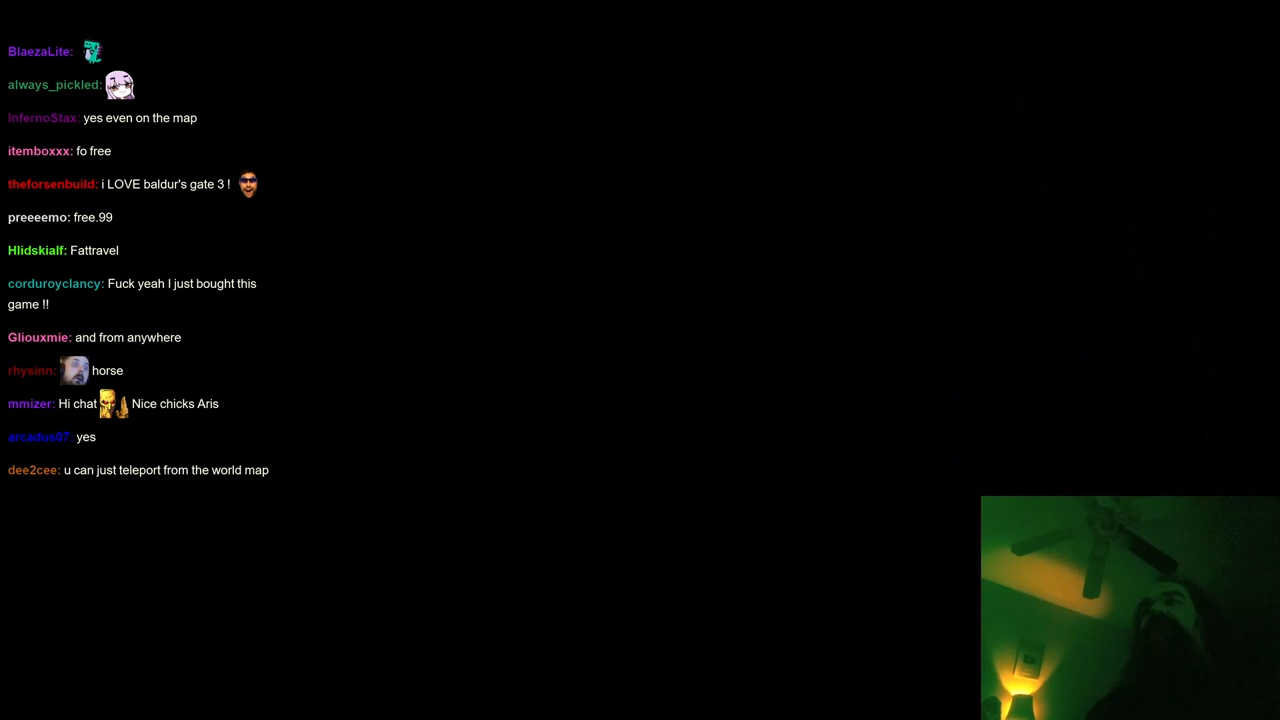 BlaezaLite:
always_pickled:
InfernoStax: yes even on the map
itemboxxx: fo free
theforsenbuild: i LOVE baldur's gate 3 !
preeeemo: free.99
Hlidskialf: Fattravel
corduroyclancy: Fuck yeah I just bought this
game !!
Gliouxmie: and from anywhere
rhysinn: horse
mmizer: Hi chat Nice chicks Aris
arcadus07: yes
dee2cee: u can just teleport from the world map